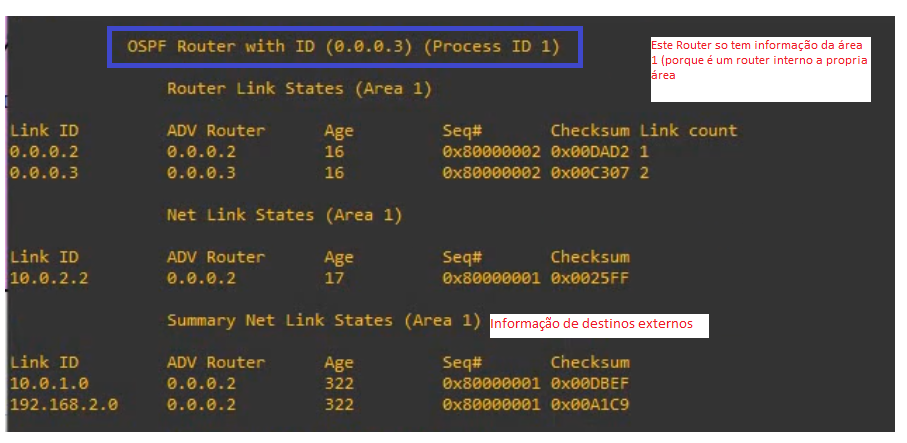 OSPF Router with ID (0.0.0.3) (Process ID 1)
Este Router so tem informação da área
1 (porque é um router interno a propria
área
Router Link States (Area 1)
Link ID ADV Router Age Seq# Checksum Link count
0.0.0.2 0.0.0.2 16 0x80000002 0x00DAD2 1
0.0.0.3 0.0.0.3 16 0x80000002 0x00C307 2
Net Link States (Area 1)
Link ID ADV Router Age Seq# Checksum
10.0.2.2 0.0.0.2 17 0x80000001 0x0025FF
Summary Net Link States (Area 1) Informação de destinos externos
Link ID ADV Router Age Seq# Checksum
10.0.1.0 0.0.0.2 322 0x80000001 0x00DBEF
192.168.2.0 0.0.0.2 322 0x80000001 0x00A1C9